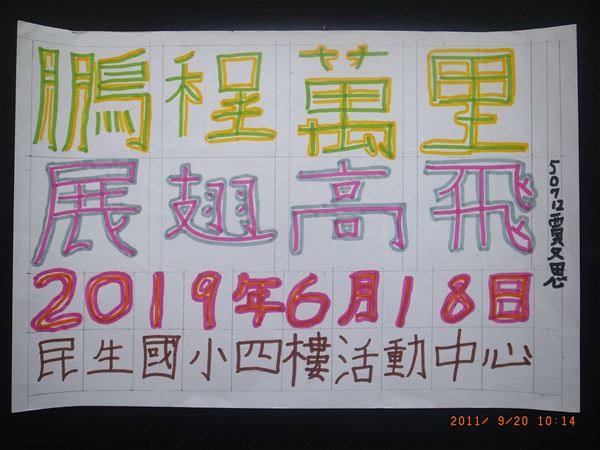 鵬程萬里
展翅高飛
2019年6月18日
民生國小四樓活動中心
50712賈文思
2011/ 9/20 10:14